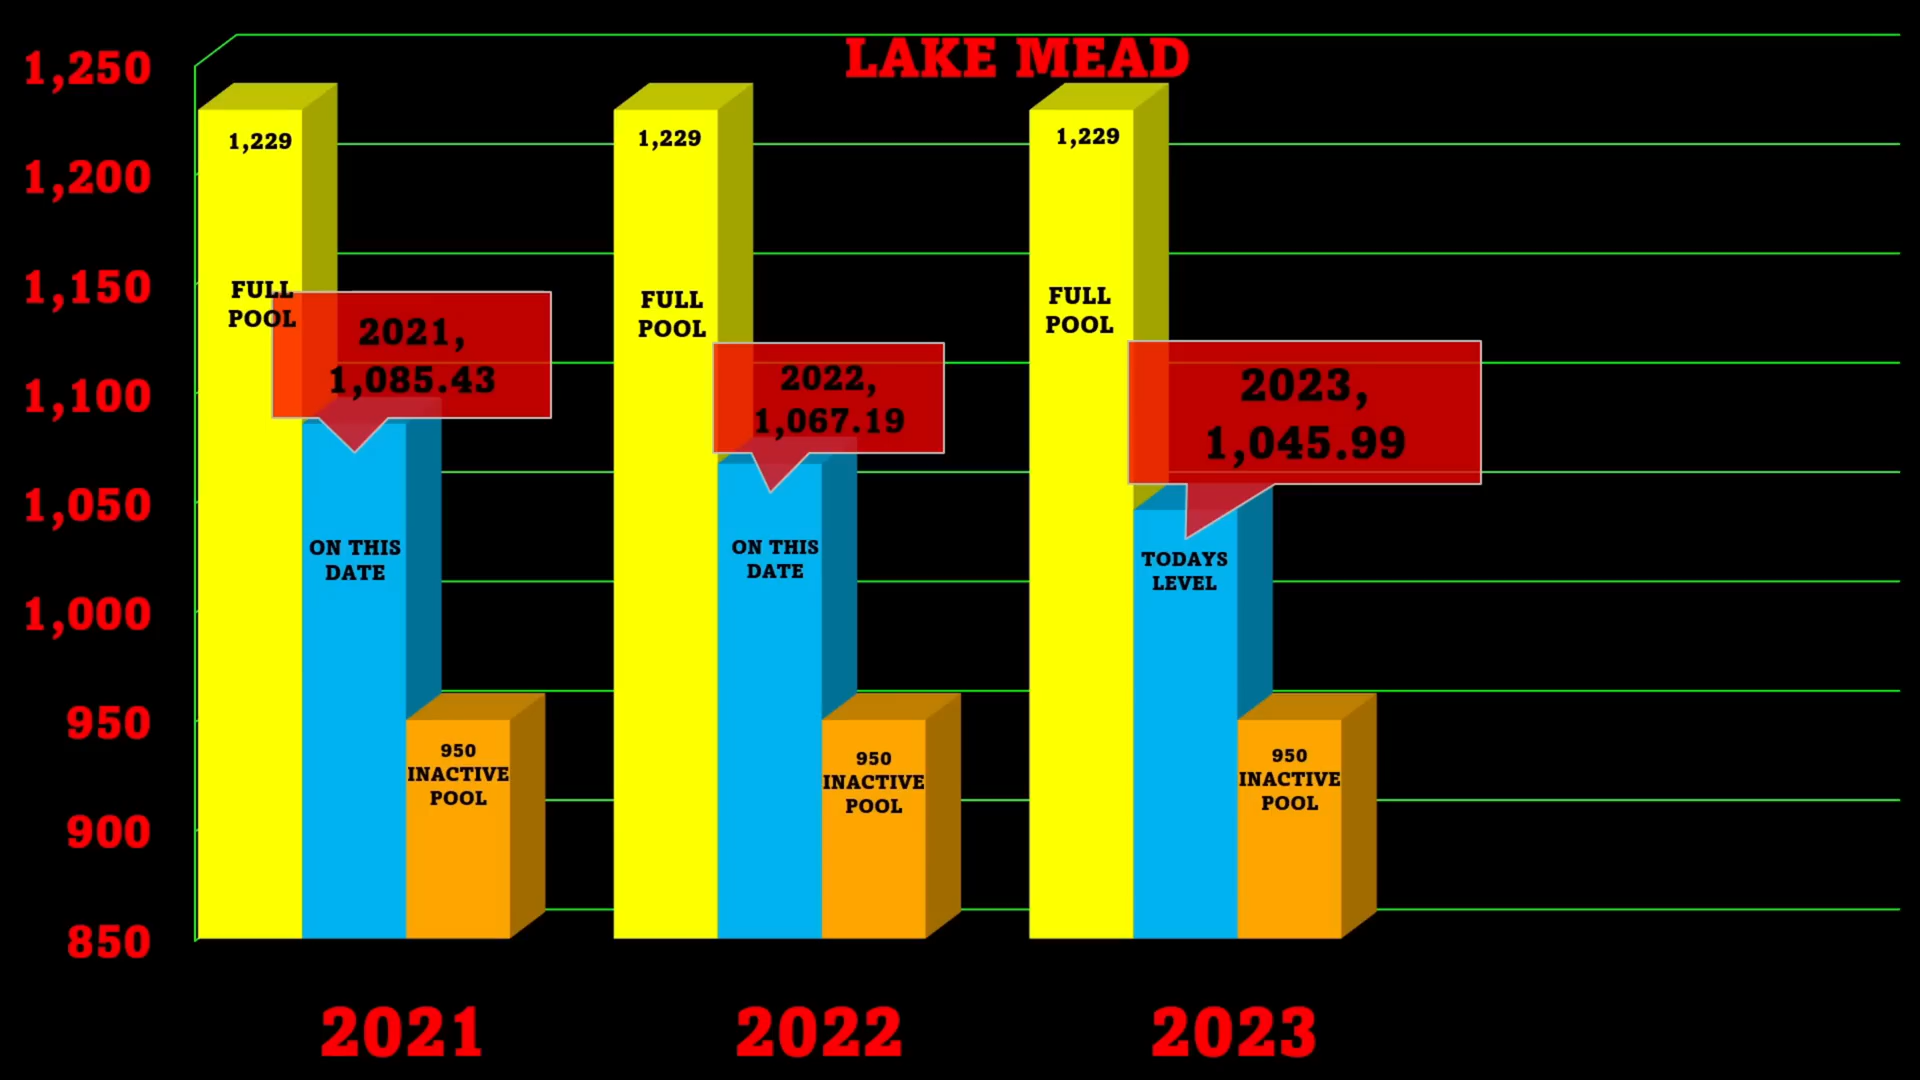 LAKE MEAD
1,250
1,200
1,150
1,100
1,050
1,000
950
900
850
1,229
FULL
POOL
2021,
1,085.43
ON THIS
DATE
950
INACTIVE
POOL
1,229
FULL
POOL
2022,
1,067.19
ON THIS
DATE
950
INACTIVE
POOL
1,229
FULL
POOL
2023,
1,045.99
TODAYS
LEVEL
950
INACTIVE
POOL
2021
2022
2023